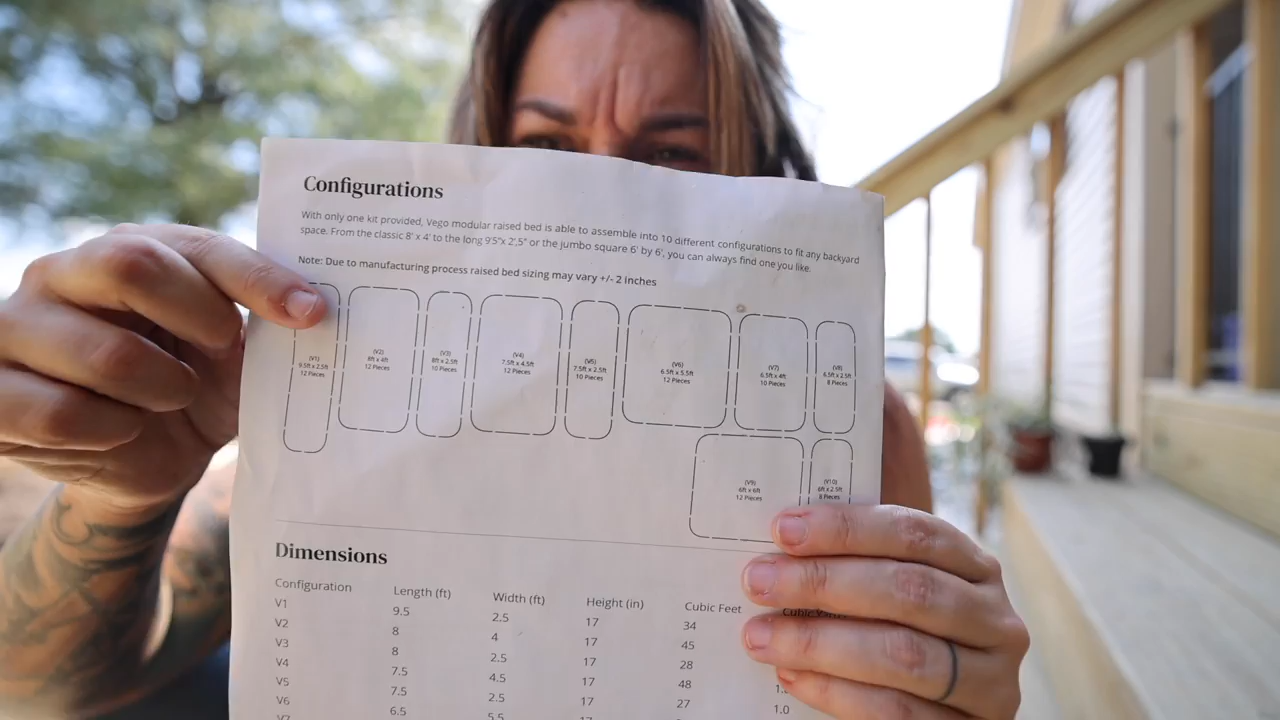 Configurations
With only one kit provided, Vego modular raised bed is able to assemble into 10 different configurations to fit any backyard
space. From the classic 8' x 4' to the long 9'5"x 2',5" or the jumbo square 6' by 6', you can always find one you like.
Note: Due to manufacturing process raised bed sizing may vary +/- 2 inches
(V1)
9.5ft x 2.5ft
12 Pieces
(V2)
8ft x 4ft
12 Pieces
(V3)
8ft x 2.5ft
10 Pieces
(V4)
7.5ft x 4.5ft
12 Pieces
(V5)
7.5ft x 2.5ft
10 Pieces
(V6)
6.5ft x 5.5ft
12 Pieces
(V7)
6.5ft x 4ft
10 Pieces
(V8)
6.5ft x 2.5ft
8 Pieces
(V9)
6ft x 6ft
12 Pieces
(V10)
6ft x 2.5ft
8 Pieces
Dimensions
Configuration Length (ft) Width (ft) Height (in) Cubic Feet Cubic
V1 9.5 2.5 17 34
V2 8 4 17 45
V3 8 2.5 17 28
V4 7.5 4.5 17 48
V5 7.5 2.5 17 27 1.0
V6 6.5 5.5 17